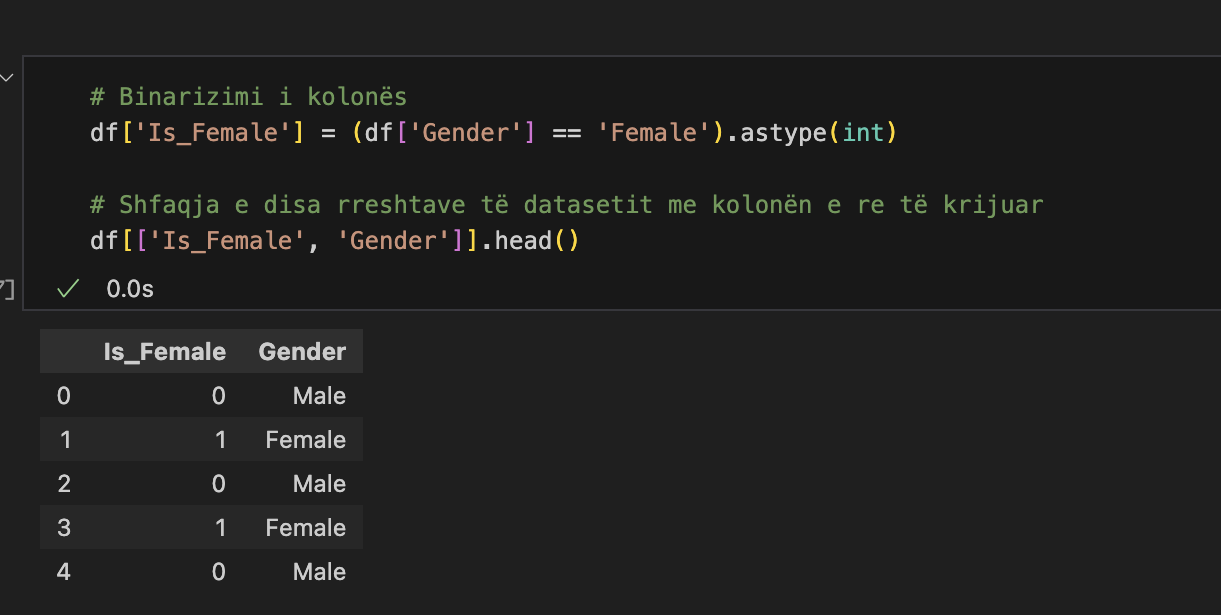 # Binarizimi i kolonës
df['Is_Female'] = (df['Gender'] == 'Female').astype(int)
# Shfaqja e disa rreshtave të datasetit me kolonën e re të krijuar
df[['Is_Female', 'Gender']].head()
0.0s
Is_Female Gender
0 0 Male
1 1 Female
2 0 Male
3 1 Female
4 0 Male